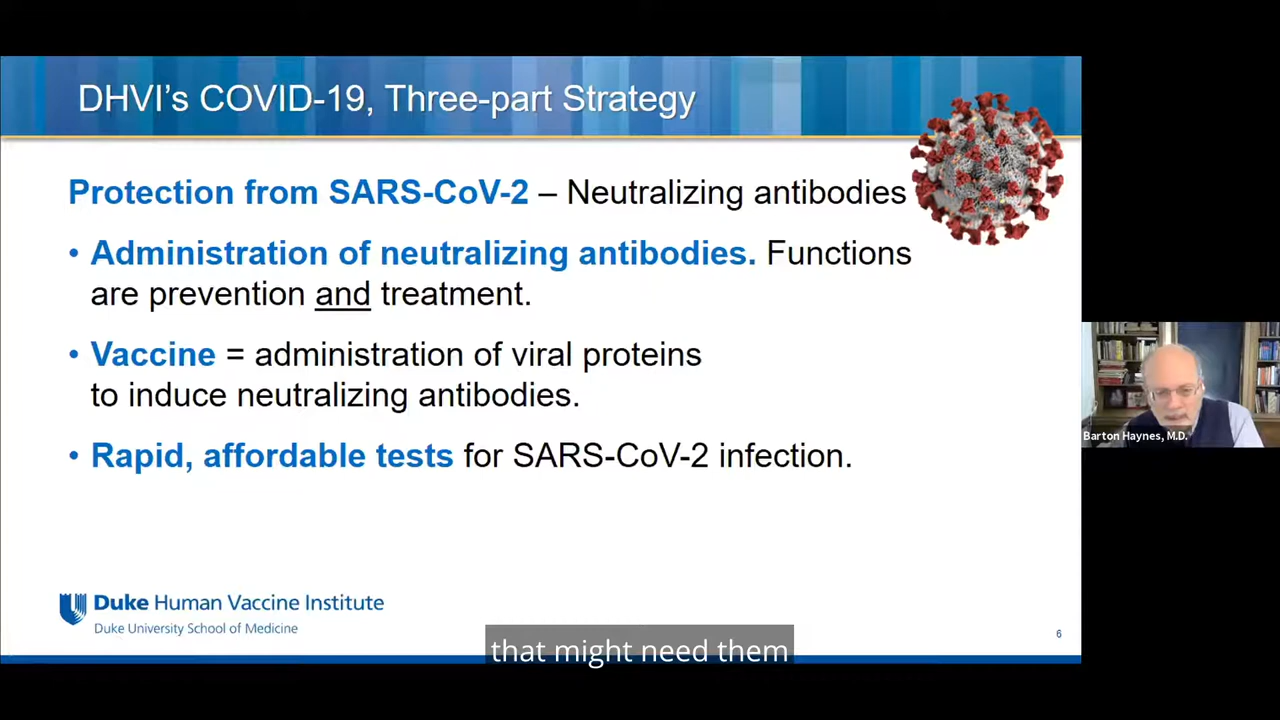 DHVI's COVID-19, Three-part Strategy
Protection from SARS-CoV-2 – Neutralizing antibodies
• Administration of neutralizing antibodies. Functions
are prevention and treatment.
• Vaccine = administration of viral proteins
to induce neutralizing antibodies.
• Rapid, affordable tests for SARS-CoV-2 infection.
Barton Haynes, M.D.
Duke Human Vaccine Institute
Duke University School of Medicine
6
that might need them